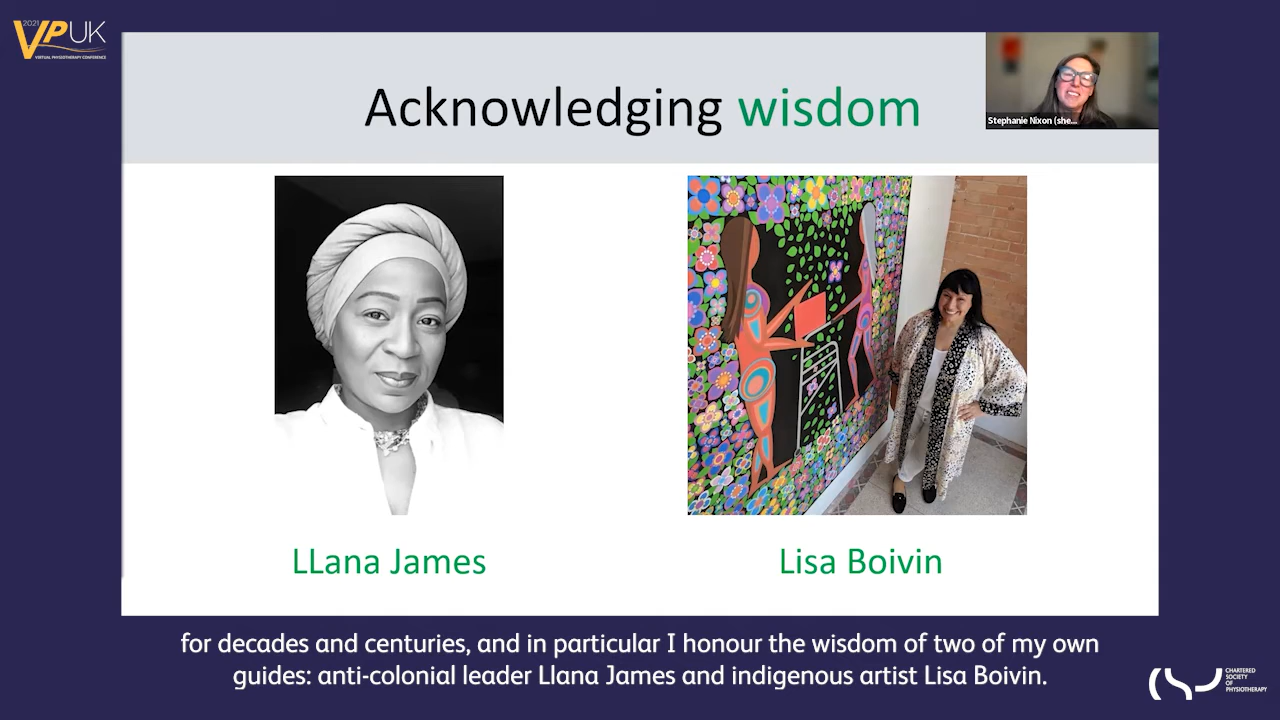 2021
VPUK
VIRTUAL PHYSIOTHERAPY CONFERENCE
Acknowledging wisdom
Stephanie Nixon (she...
LLana James
Lisa Boivin
for decades and centuries, and in particular I honour the wisdom of two of my own
guides: anti-colonial leader Llana James and indigenous artist Lisa Boivin.
CHARTERED
SOCIETY
OF
PHYSIOTHERAPY